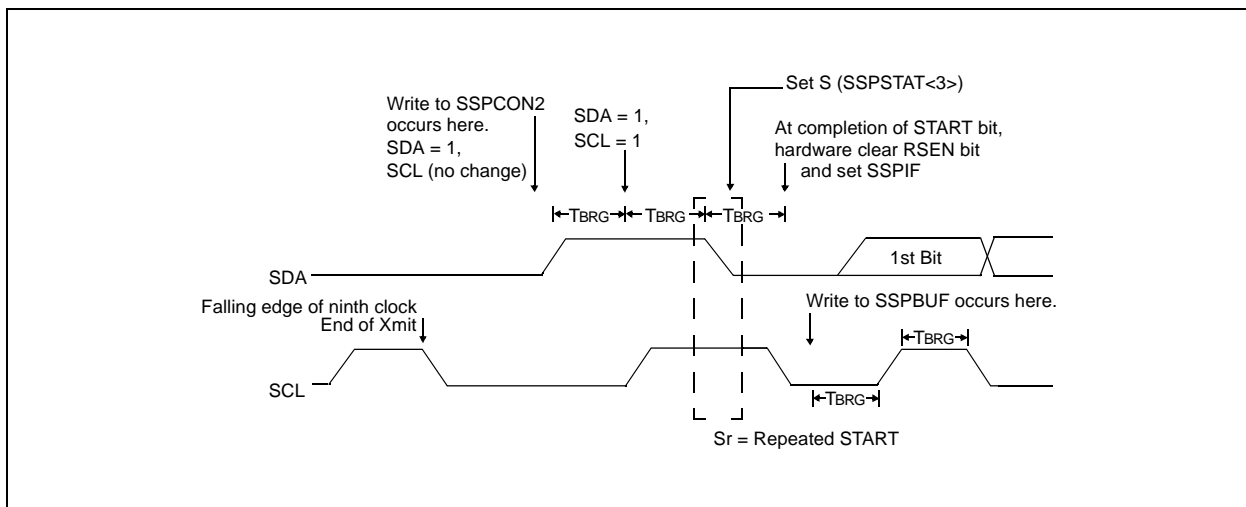 Set S (SSPSTAT<3>)
Write to SSPCON2
occurs here.
SDA = 1,
SCL (no change)
SDA = 1,
SCL = 1
At completion of START bit,
hardware clear RSEN bit
and set SSPIF
TBRG
TBRG
TBRG
SDA
1st Bit
Falling edge of ninth clock
End of Xmit
Write to SSPBUF occurs here.
TBRG
SCL
TBRG
Sr = Repeated START